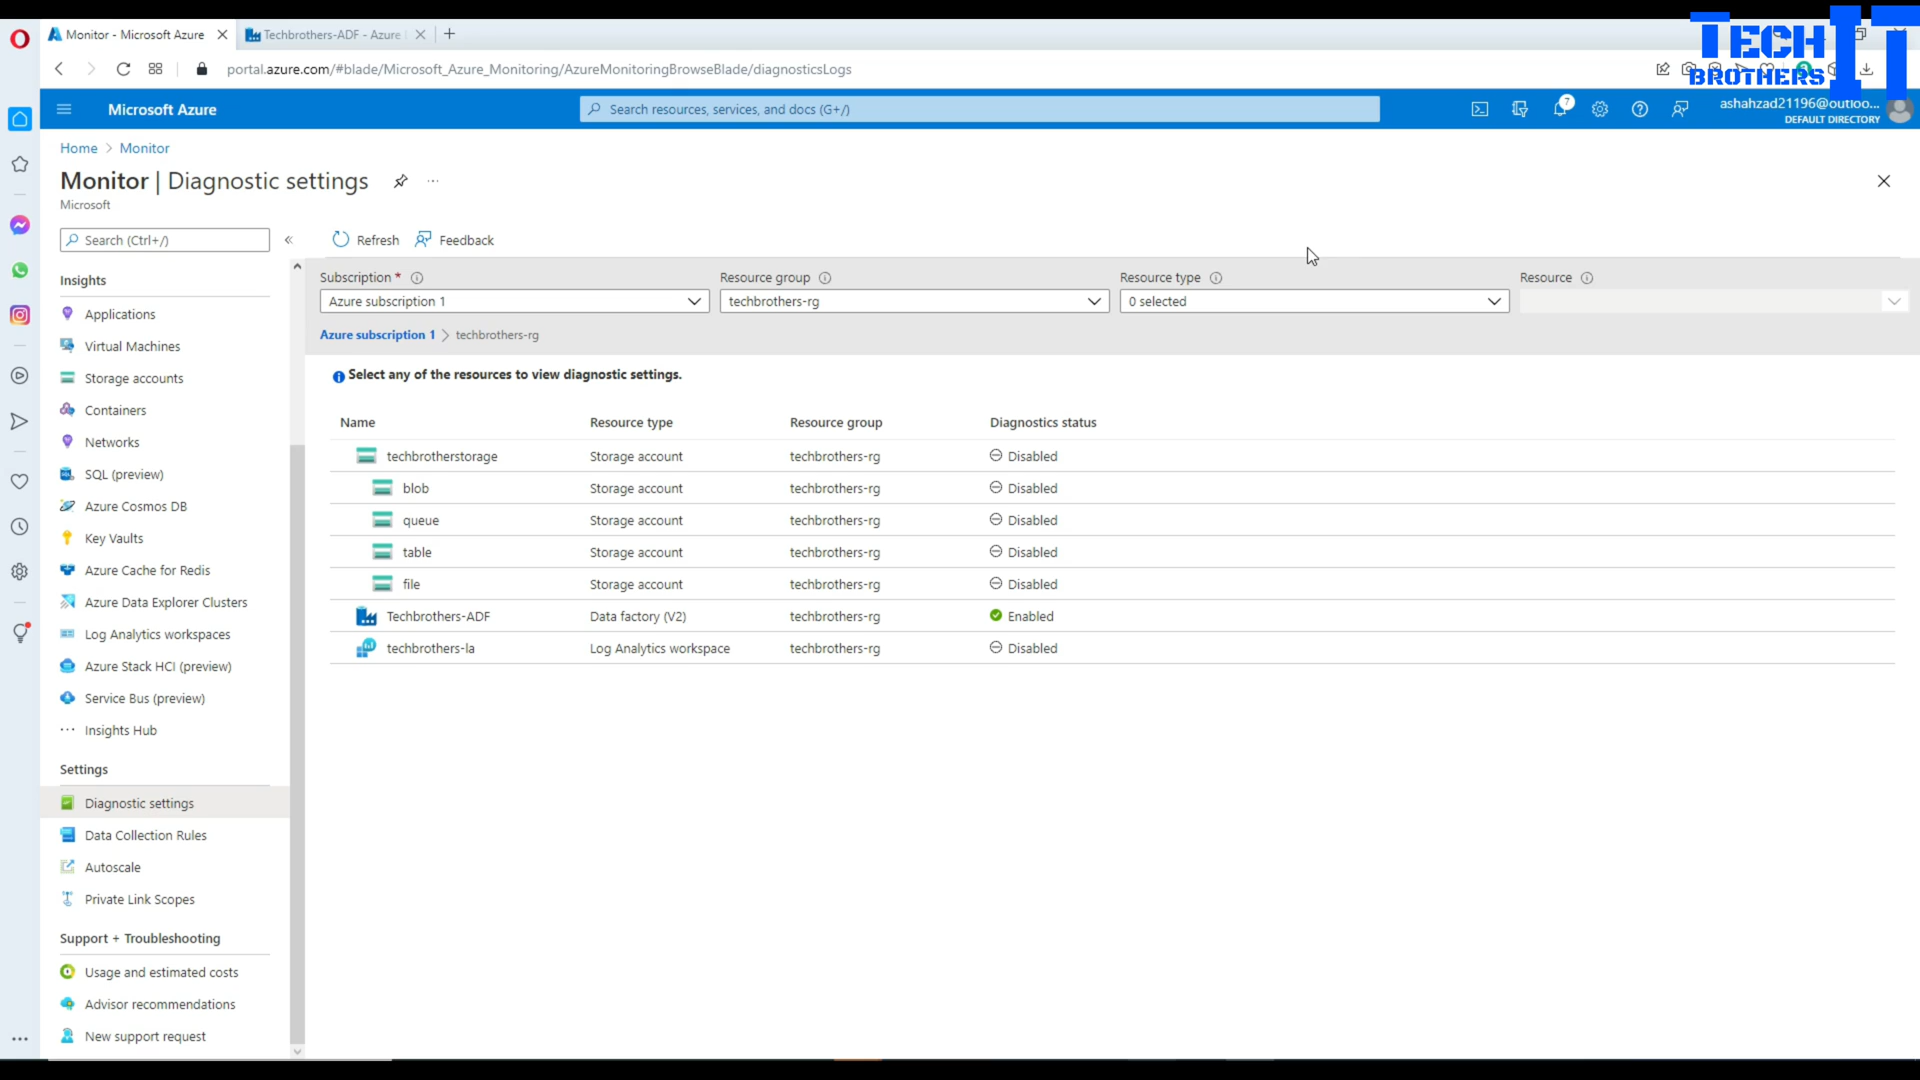 Monitor - Microsoft Azure
Techbrothers-ADF - Azure
TECH IT
BROTHERS
portal.azure.com/#blade/Microsoft_Azure_Monitoring/AzureMonitoringBrowseBlade/diagnosticsLogs
Microsoft Azure
Search resources, services, and docs (G+/)
7
ashahzad21196@outloo...
DEFAULT DIRECTORY
Home > Monitor
Monitor | Diagnostic settings
Microsoft
Search (Ctrl+/)
Refresh
Feedback
Insights
Applications
Virtual Machines
Storage accounts
Containers
Networks
SQL (preview)
Azure Cosmos DB
Key Vaults
Azure Cache for Redis
Azure Data Explorer Clusters
Log Analytics workspaces
Azure Stack HCI (preview)
Service Bus (preview)
Insights Hub
Settings
Diagnostic settings
Data Collection Rules
Autoscale
Private Link Scopes
Support + Troubleshooting
Usage and estimated costs
Advisor recommendations
New support request
Subscription * Resource group Resource type Resource
Azure subscription 1 techbrothers-rg 0 selected
Azure subscription 1 > techbrothers-rg
Select any of the resources to view diagnostic settings.
Name Resource type Resource group Diagnostics status
techbrotherstorage Storage account techbrothers-rg Disabled
blob Storage account techbrothers-rg Disabled
queue Storage account techbrothers-rg Disabled
table Storage account techbrothers-rg Disabled
file Storage account techbrothers-rg Disabled
Techbrothers-ADF Data factory (V2) techbrothers-rg Enabled
techbrothers-la Log Analytics workspace techbrothers-rg Disabled